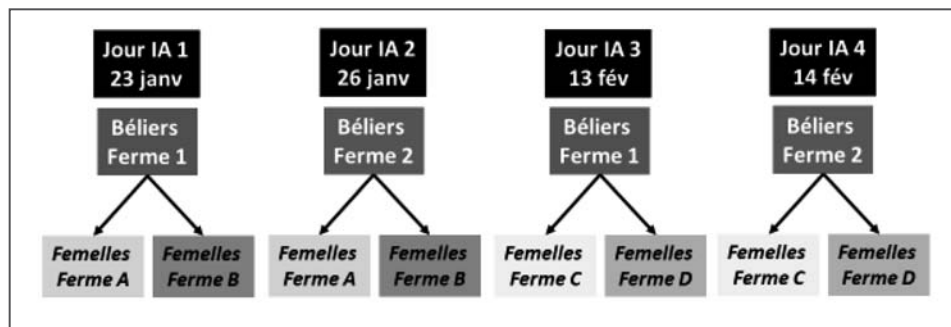 Jour IA 1
23 janv
Jour IA 2
26 janv
Jour IA 3
13 fév
Jour IA 4
14 fév
Béliers
Ferme 1
Béliers
Ferme 2
Béliers
Ferme 1
Béliers
Ferme 2
Femelles
Ferme A
Femelles
Ferme B
Femelles
Ferme A
Femelles
Ferme B
Femelles
Ferme C
Femelles
Ferme D
Femelles
Ferme C
Femelles
Ferme D